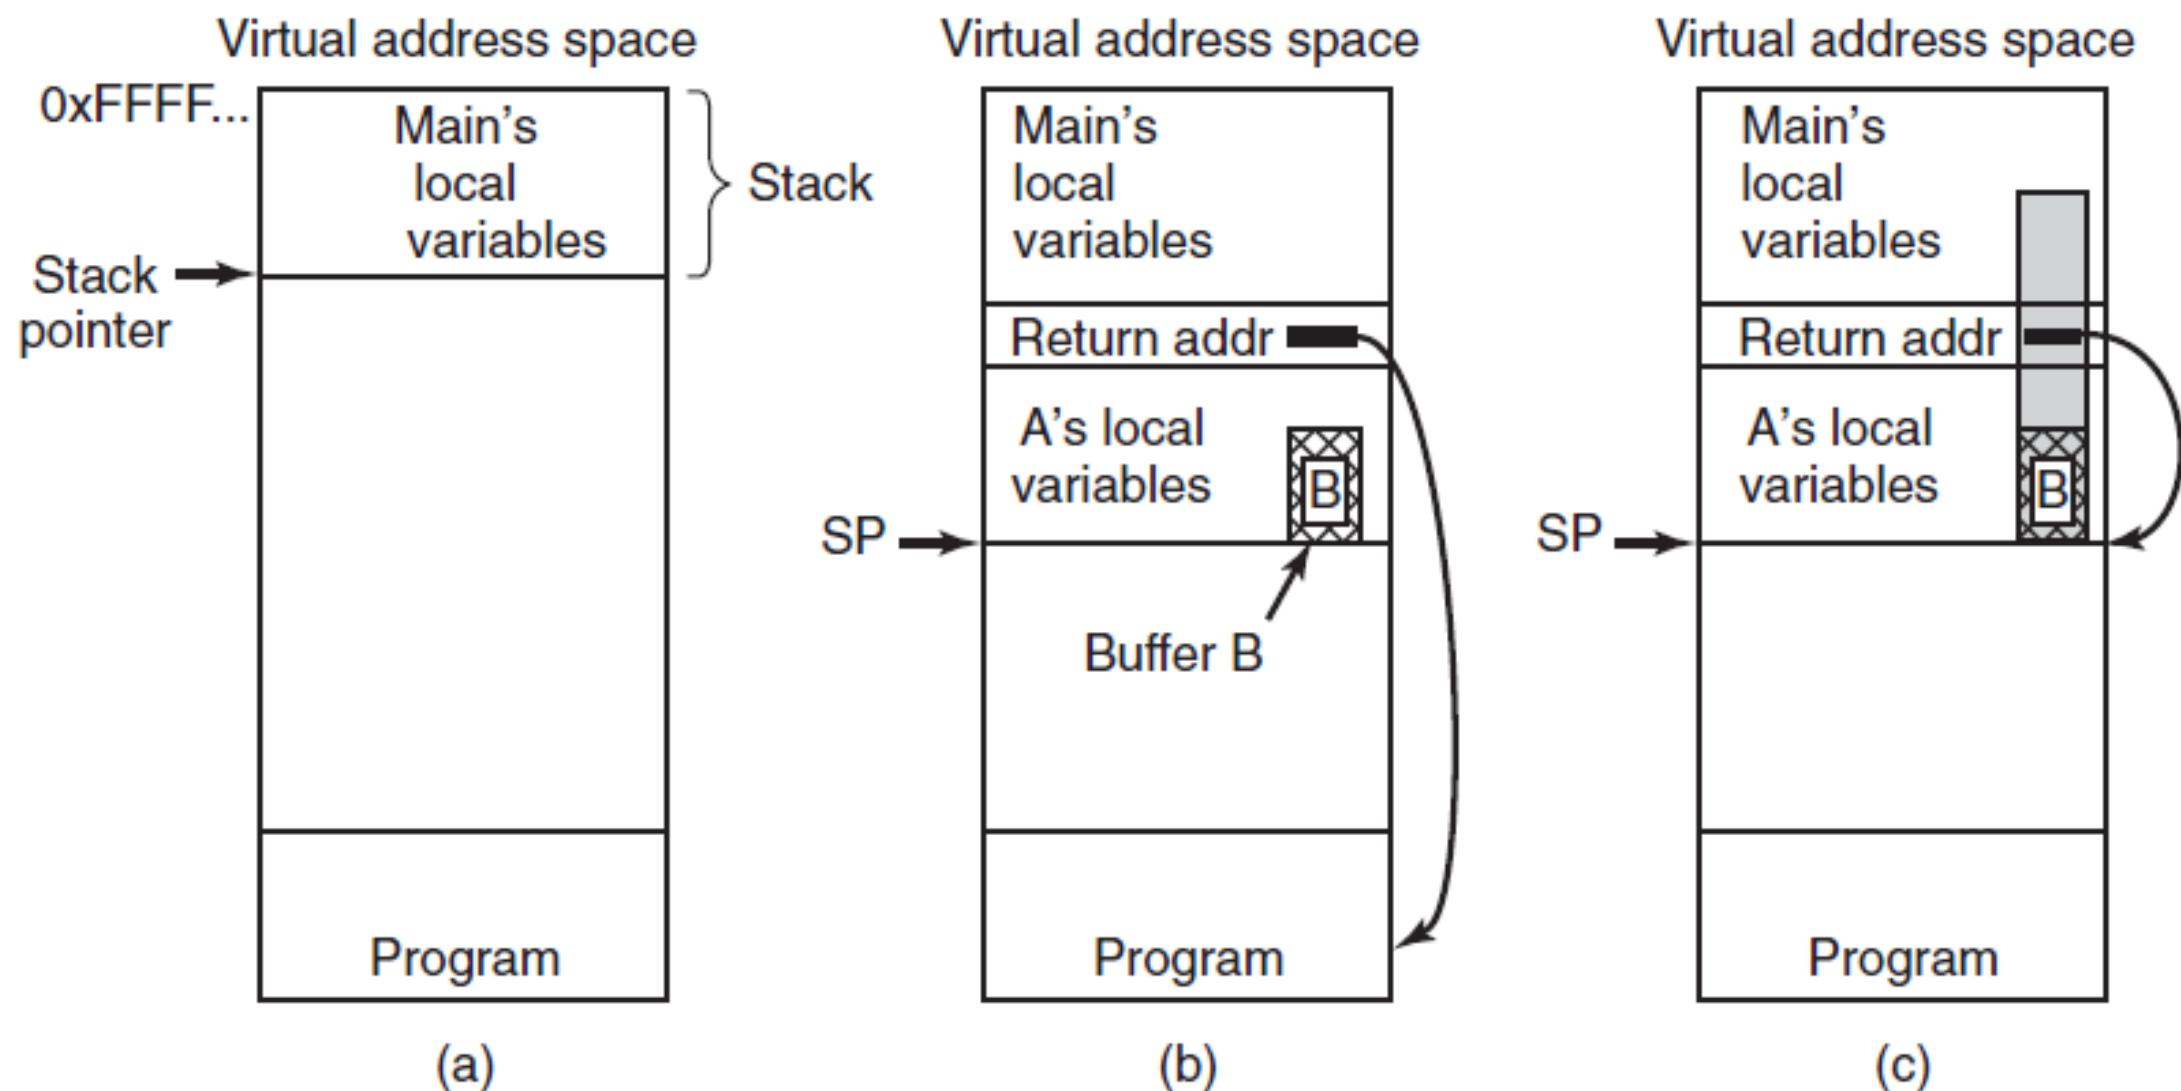 Virtual address space
0xFFFF...
Main's
local
variables
Stack
Stack
pointer
Program
(a)
Virtual address space
Main's
local
variables
Return addr
A's local
variables
B
SP
Buffer B
Program
(b)
Virtual address space
Main's
local
variables
Return addr
A's local
variables
B
SP
Program
(c)